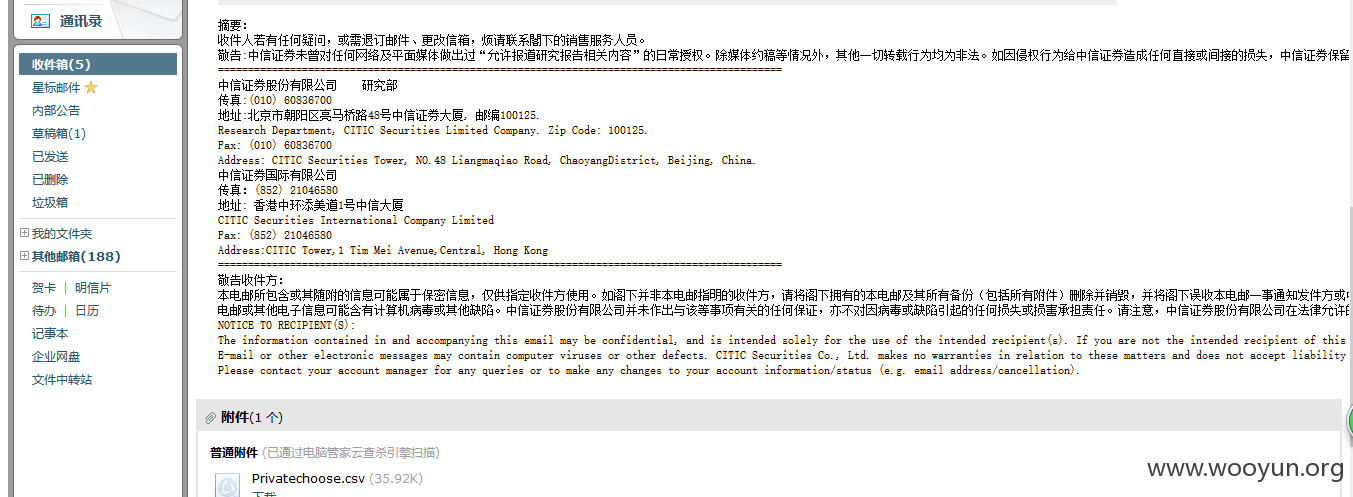 通讯录
收件箱(5)
星标邮件
内部公告
草稿箱(1)
已发送
已删除
垃圾箱
我的文件夹
其他邮箱(188)
贺卡 | 明信片
待办 | 日历
记事本
企业网盘
文件中转站
摘要:
收件人若有任何疑问，或需退订邮件、更改信箱，烦请联系閣下的销售服务人员。
敬告:中信证券未曾对任何网络及平面媒体做出过“允许报道研究报告相关内容”的日常授权。除媒体约稿等情况外，其他一切转载行为均为非法。如因侵权行为给中信证券造成任何直接或间接的损失，中信证券保留
==============================================================================================
中信证券股份有限公司 研究部
传真:(010) 60836700
地址:北京市朝阳区亮马桥路48号中信证券大厦, 邮编100125.
Research Department, CITIC Securities Limited Company. Zip Code: 100125.
Fax: (010) 60836700
Address: CITIC Securities Tower, NO.48 Liangmaqiao Road, ChaoyangDistrict, Beijing, China.
中信证券国际有限公司
传真: (852) 21046580
地址: 香港中环添美道1号中信大厦
CITIC Securities International Company Limited
Fax: (852) 21046580
Address:CITIC Tower,1 Tim Mei Avenue,Central, Hong Kong
==============================================================================================
敬告收件方:
本电邮所包含或其随附的信息可能属于保密信息，仅供指定收件方使用。如阁下并非本电邮指明的收件方，请将阁下拥有的本电邮及其所有备份（包括所有附件）删除并销毁，并将阁下误收本电邮一事通知发件方或
电邮或其他电子信息可能含有计算机病毒或其他缺陷。中信证券股份有限公司并未作出与该等事项有关的任何保证，亦不对因病毒或缺陷引起的任何损失或损害承担责任。请注意，中信证券股份有限公司在法律允许的
NOTICE TO RECIPIENT(S):
The information contained in and accompanying this email may be confidential, and is intended solely for the use of the intended recipient(s). If you are not the intended recipient of this
E-mail or other electronic messages may contain computer viruses or other defects. CITIC Securities Co., Ltd. makes no warranties in relation to these matters and does not accept liability
Please contact your account manager for any queries or to make any changes to your account information/status (e.g. email address/cancellation).
附件(1 个)
普通附件 (已通过电脑管家云查杀引擎扫描)
Privatechoose.csv (35.92K)
下载
www.wooyun.org